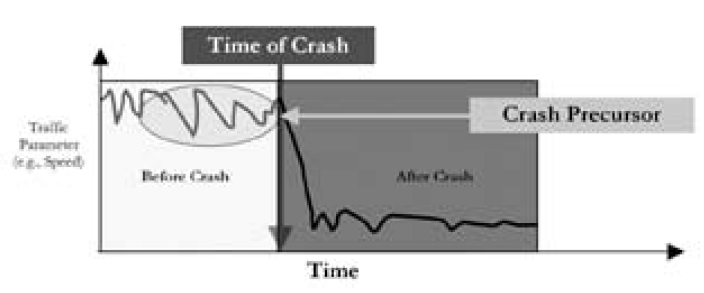 Time of Crash
Crash Precursor
Traffic
Parameter
(e.g., Speed)
Before Crash
After Crash
Time